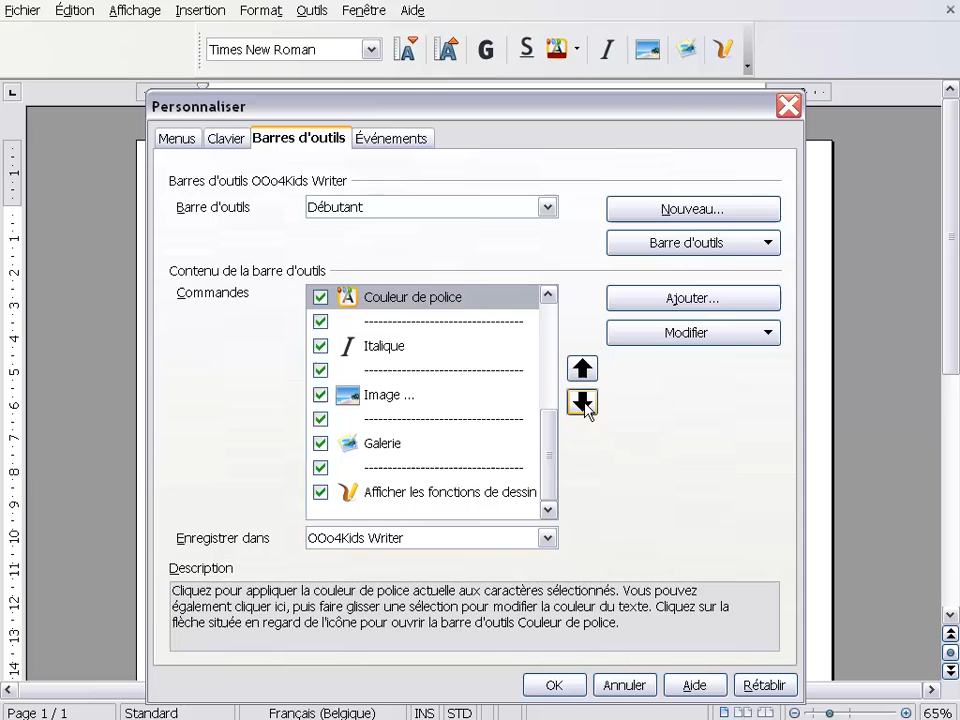 Fichier Édition Affichage Insertion Format Outils Fenêtre Aide
Times New Roman
G S I
Personnaliser
Menus Clavier Barres d'outils Événements
Barres d'outils OOo4Kids Writer
Barre d'outils Débutant Nouveau...
Barre d'outils
Contenu de la barre d'outils
Commandes Couleur de police Ajouter...
Italique Modifier
Image ...
Galerie
Afficher les fonctions de dessin
Enregistrer dans OOo4Kids Writer
Description
Cliquez pour appliquer la couleur de police actuelle aux caractères sélectionnés. Vous pouvez
également cliquer ici, puis faire glisser une sélection pour modifier la couleur du texte. Cliquez sur la
flèche située en regard de l'icône pour ouvrir la barre d'outils Couleur de police.
OK Annuler Aide Rétablir
Page 1 / 1 Standard Français (Belgique) INS STD 65%